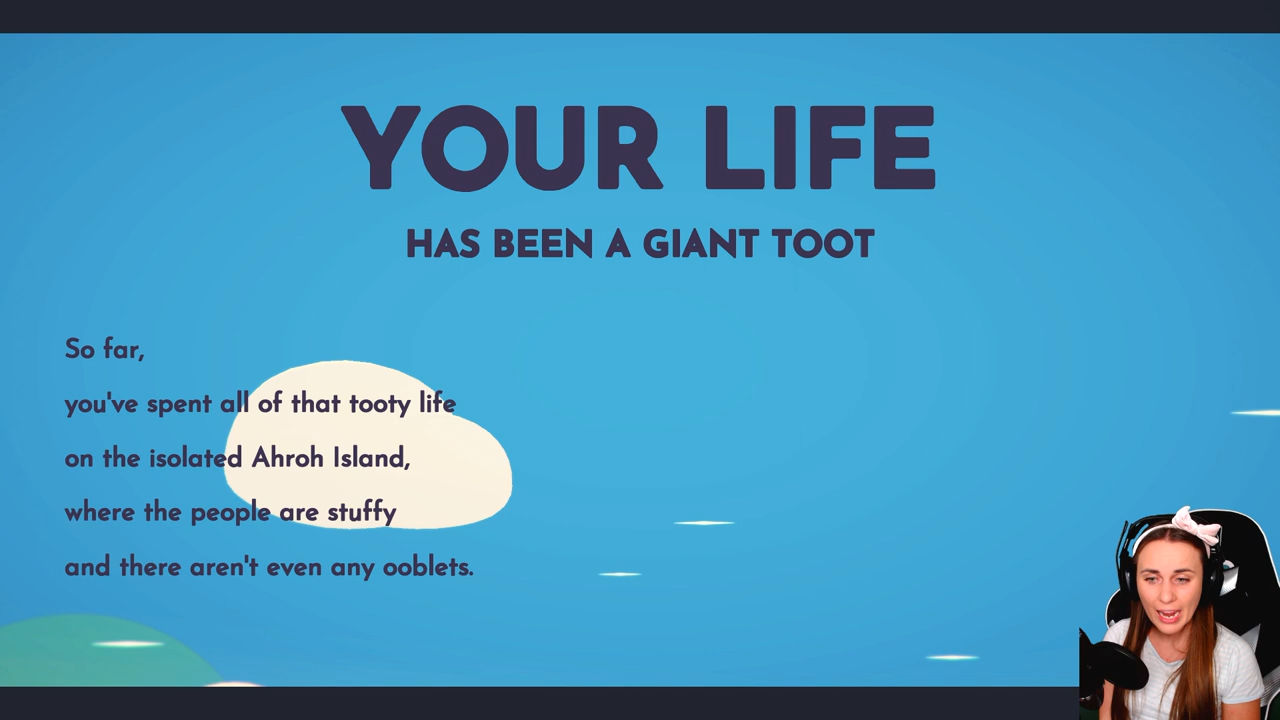 YOUR LIFE
HAS BEEN A GIANT TOOT
So far,
you've spent all of that tooty life
on the isolated Ahroh Island,
where the people are stuffy
and there aren't even any ooblets.